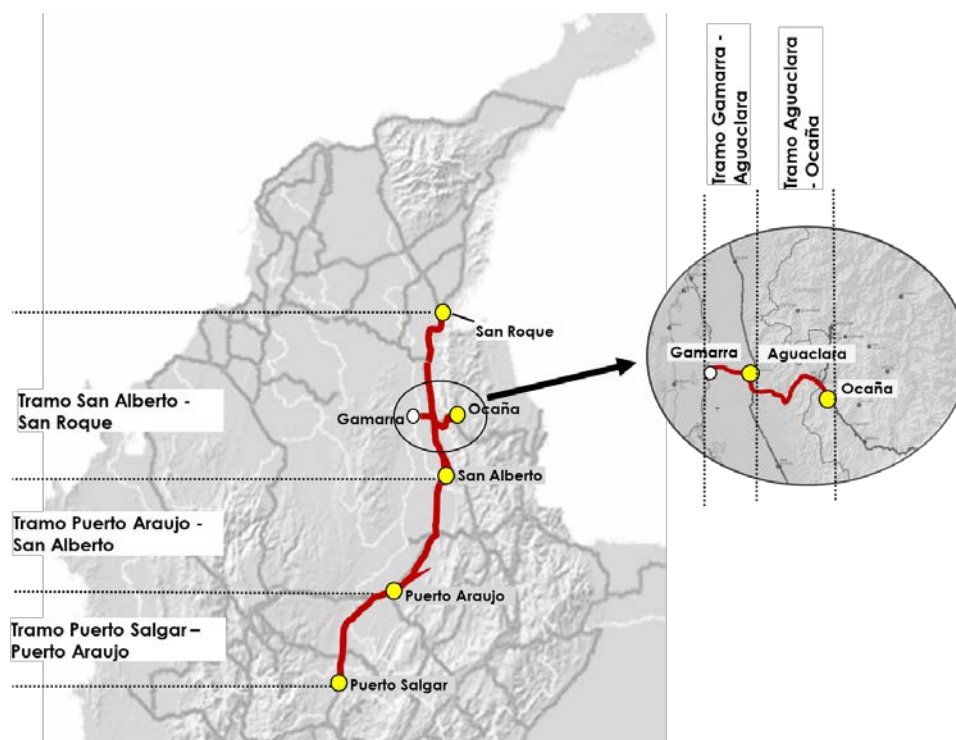 Tramo Gamarra -
Aguaclara
Tramo Aguaclara
- Ocaña
San Roque
Gamarra
Ocaña
San Alberto
Puerto Araujo
Puerto Salgar
Tramo San Alberto -
San Roque
Tramo Puerto Araujo -
San Alberto
Tramo Puerto Salgar –
Puerto Araujo
Gamarra
Aguaclara
Ocaña